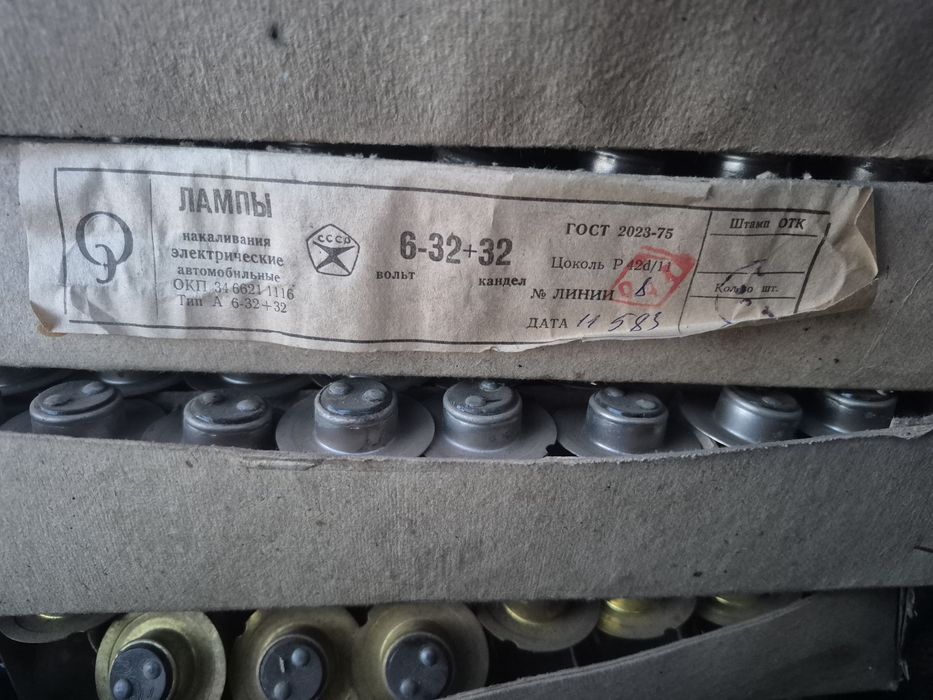 ЛАМПЫ
накаливания
электрические
автомобильные
ОКП 34 6621 1116
Тип А 6-32+32
СССР
6-32+32
вольт кандел
ГОСТ 2023-75
Цоколь Р 42d/11
№ ЛИНИИ 8
ДАТА 11 583
Штамп ОТК
Кол-во шт.